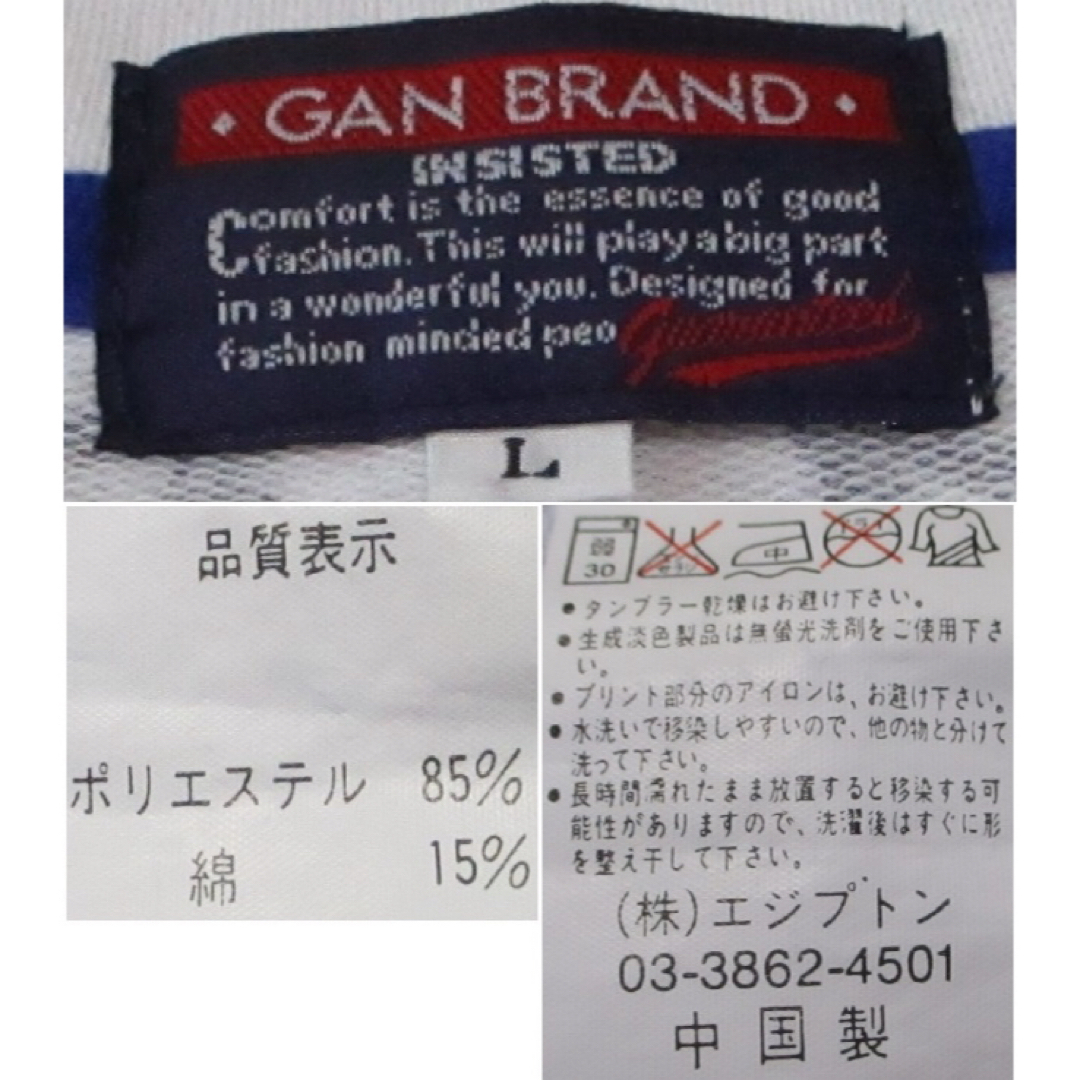 GAN BRAND
INSISTED
Comfort is the essence of good
fashion. This will play a big part
in a wonderful you. Designed for
fashion minded peo
L
品質表示
ポリエステル 85%
綿 15%
弱
30
中
ドライ
• タンブラー乾燥はお避け下さい。
• 生成淡色製品は無螢光洗剤をご使用下さ
い。
• プリント部分のアイロンは、お避け下さい。
• 水洗いで移染しやすいので、他の物と分けて
洗って下さい。
• 長時間濡れたまま放置すると移染する可
能性がありますので、洗濯後はすぐに形
を整え干して下さい。
(株)エジプトン
03-3862-4501
中国製